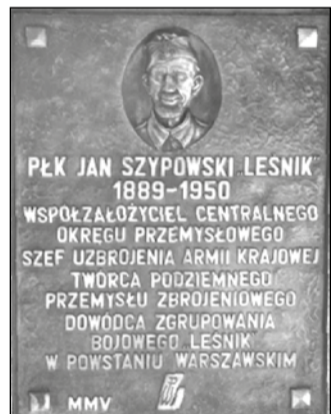 PŁK JAN SZYPOWSKI "LEŚNIK"
1889-1950
WSPÓŁZAŁOŻYCIEL CENTRALNEGO
OKRĘGU PRZEMYSŁOWEGO
SZEF UZBROJENIA ARMII KRAJOWEJ
TWÓRCA PODZIEMNEGO
PRZEMYSŁU ZBROJENIOWEGO
DOWÓDCA ZGRUPOWANIA
BOJOWEGO LEŚNIK
W POWSTANIU WARSZAWSKIM
MMV